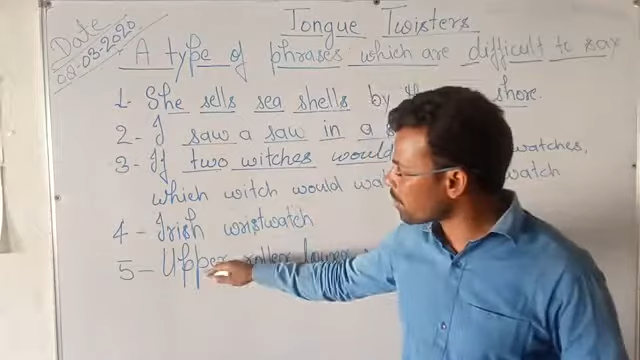 Date
02-03-2020
Tongue Twisters
A type of phrases which are difficult to say
1- She sells sea shells by shore.
2- I saw a saw in a
3- If two witches would watches,
which witch would watch
4- Irish wristwatch
5- Upper roller lower